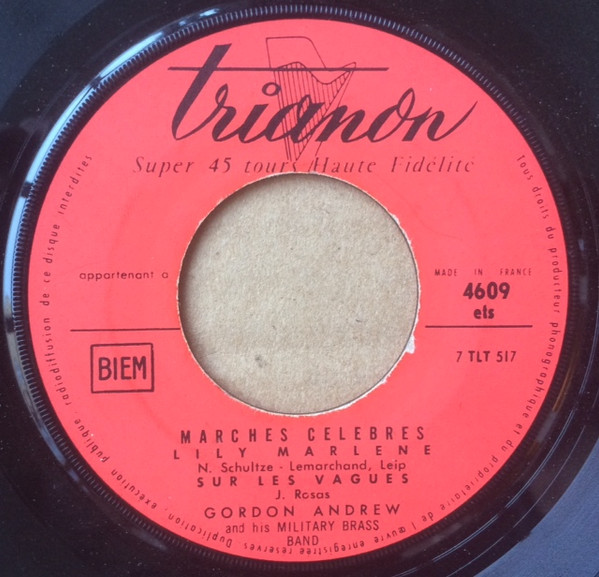 trianon
Super 45 tours Haute Fidélité
appartenant a
MADE IN FRANCE
4609
ets
BIEM
7 TLT 517
MARCHES CELEBRES
LILY MARLENE
N. Schultze - Lemarchand, Leip
SUR LES VAGUES
J. Rosas
GORDON ANDREW
and his MILITARY BRASS
BAND
Tous droits du producteur phonographique et du propriétaire de l'œuvre enregistrée réservés Duplication, exécution publique, radiodiffusion de ce disque interdites